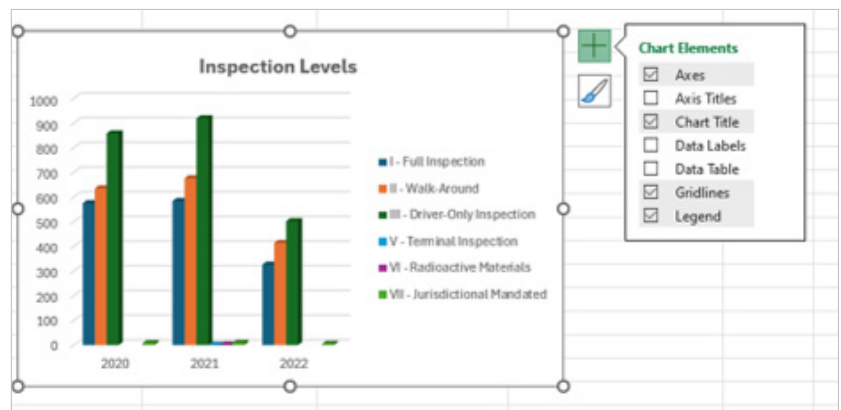 Inspection Levels
1000
900
800
700
600
500
400
300
200
100
0
2020 2021 2022
I - Full Inspection
II - Walk-Around
III - Driver-Only Inspection
V - Terminal Inspection
VI - Radioactive Materials
VII - Jurisdictional Mandated
Chart Elements
Axes
Axis Titles
Chart Title
Data Labels
Data Table
Gridlines
Legend